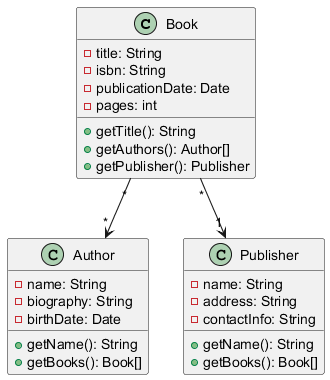 C Book
title: String
isbn: String
publicationDate: Date
pages: int
getTitle(): String
getAuthors(): Author[]
getPublisher(): Publisher
* *
* 1
C Author
name: String
biography: String
birthDate: Date
getName(): String
getBooks(): Book[]
C Publisher
name: String
address: String
contactInfo: String
getName(): String
getBooks(): Book[]